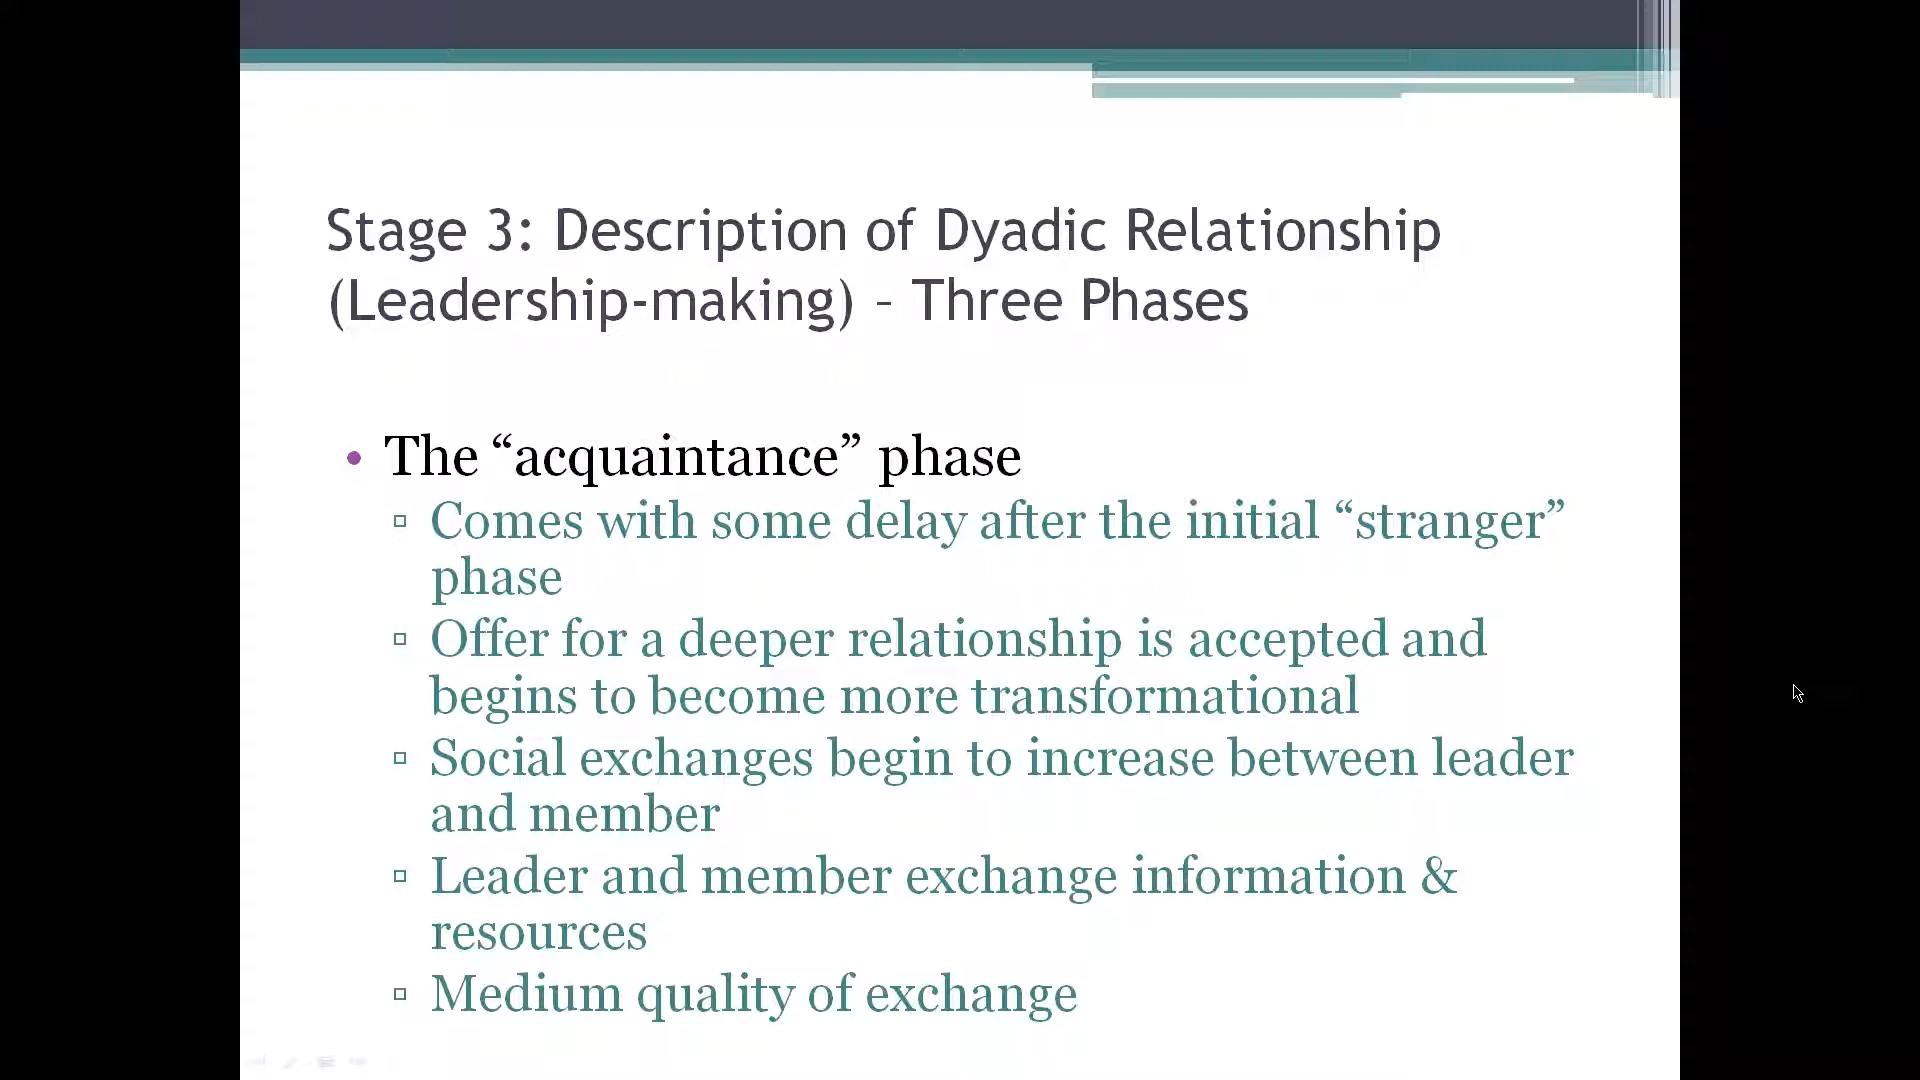 Stage 3: Description of Dyadic Relationship
(Leadership-making) – Three Phases
• The “acquaintance” phase
▫ Comes with some delay after the initial “stranger”
phase
▫ Offer for a deeper relationship is accepted and
begins to become more transformational
▫ Social exchanges begin to increase between leader
and member
▫ Leader and member exchange information &
resources
▫ Medium quality of exchange